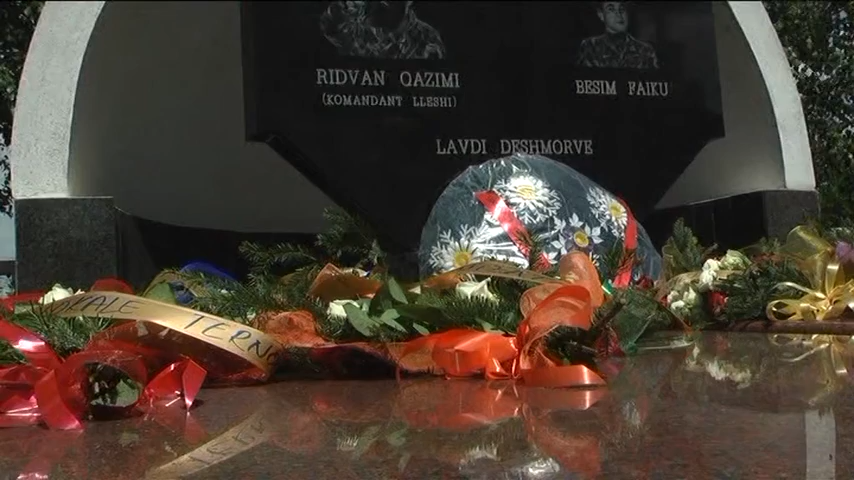 RIDVAN QAZIMI
(KOMANDANT LLESHI)
BESIM FAIKU
LAVDI DESHMORVE
TERNO